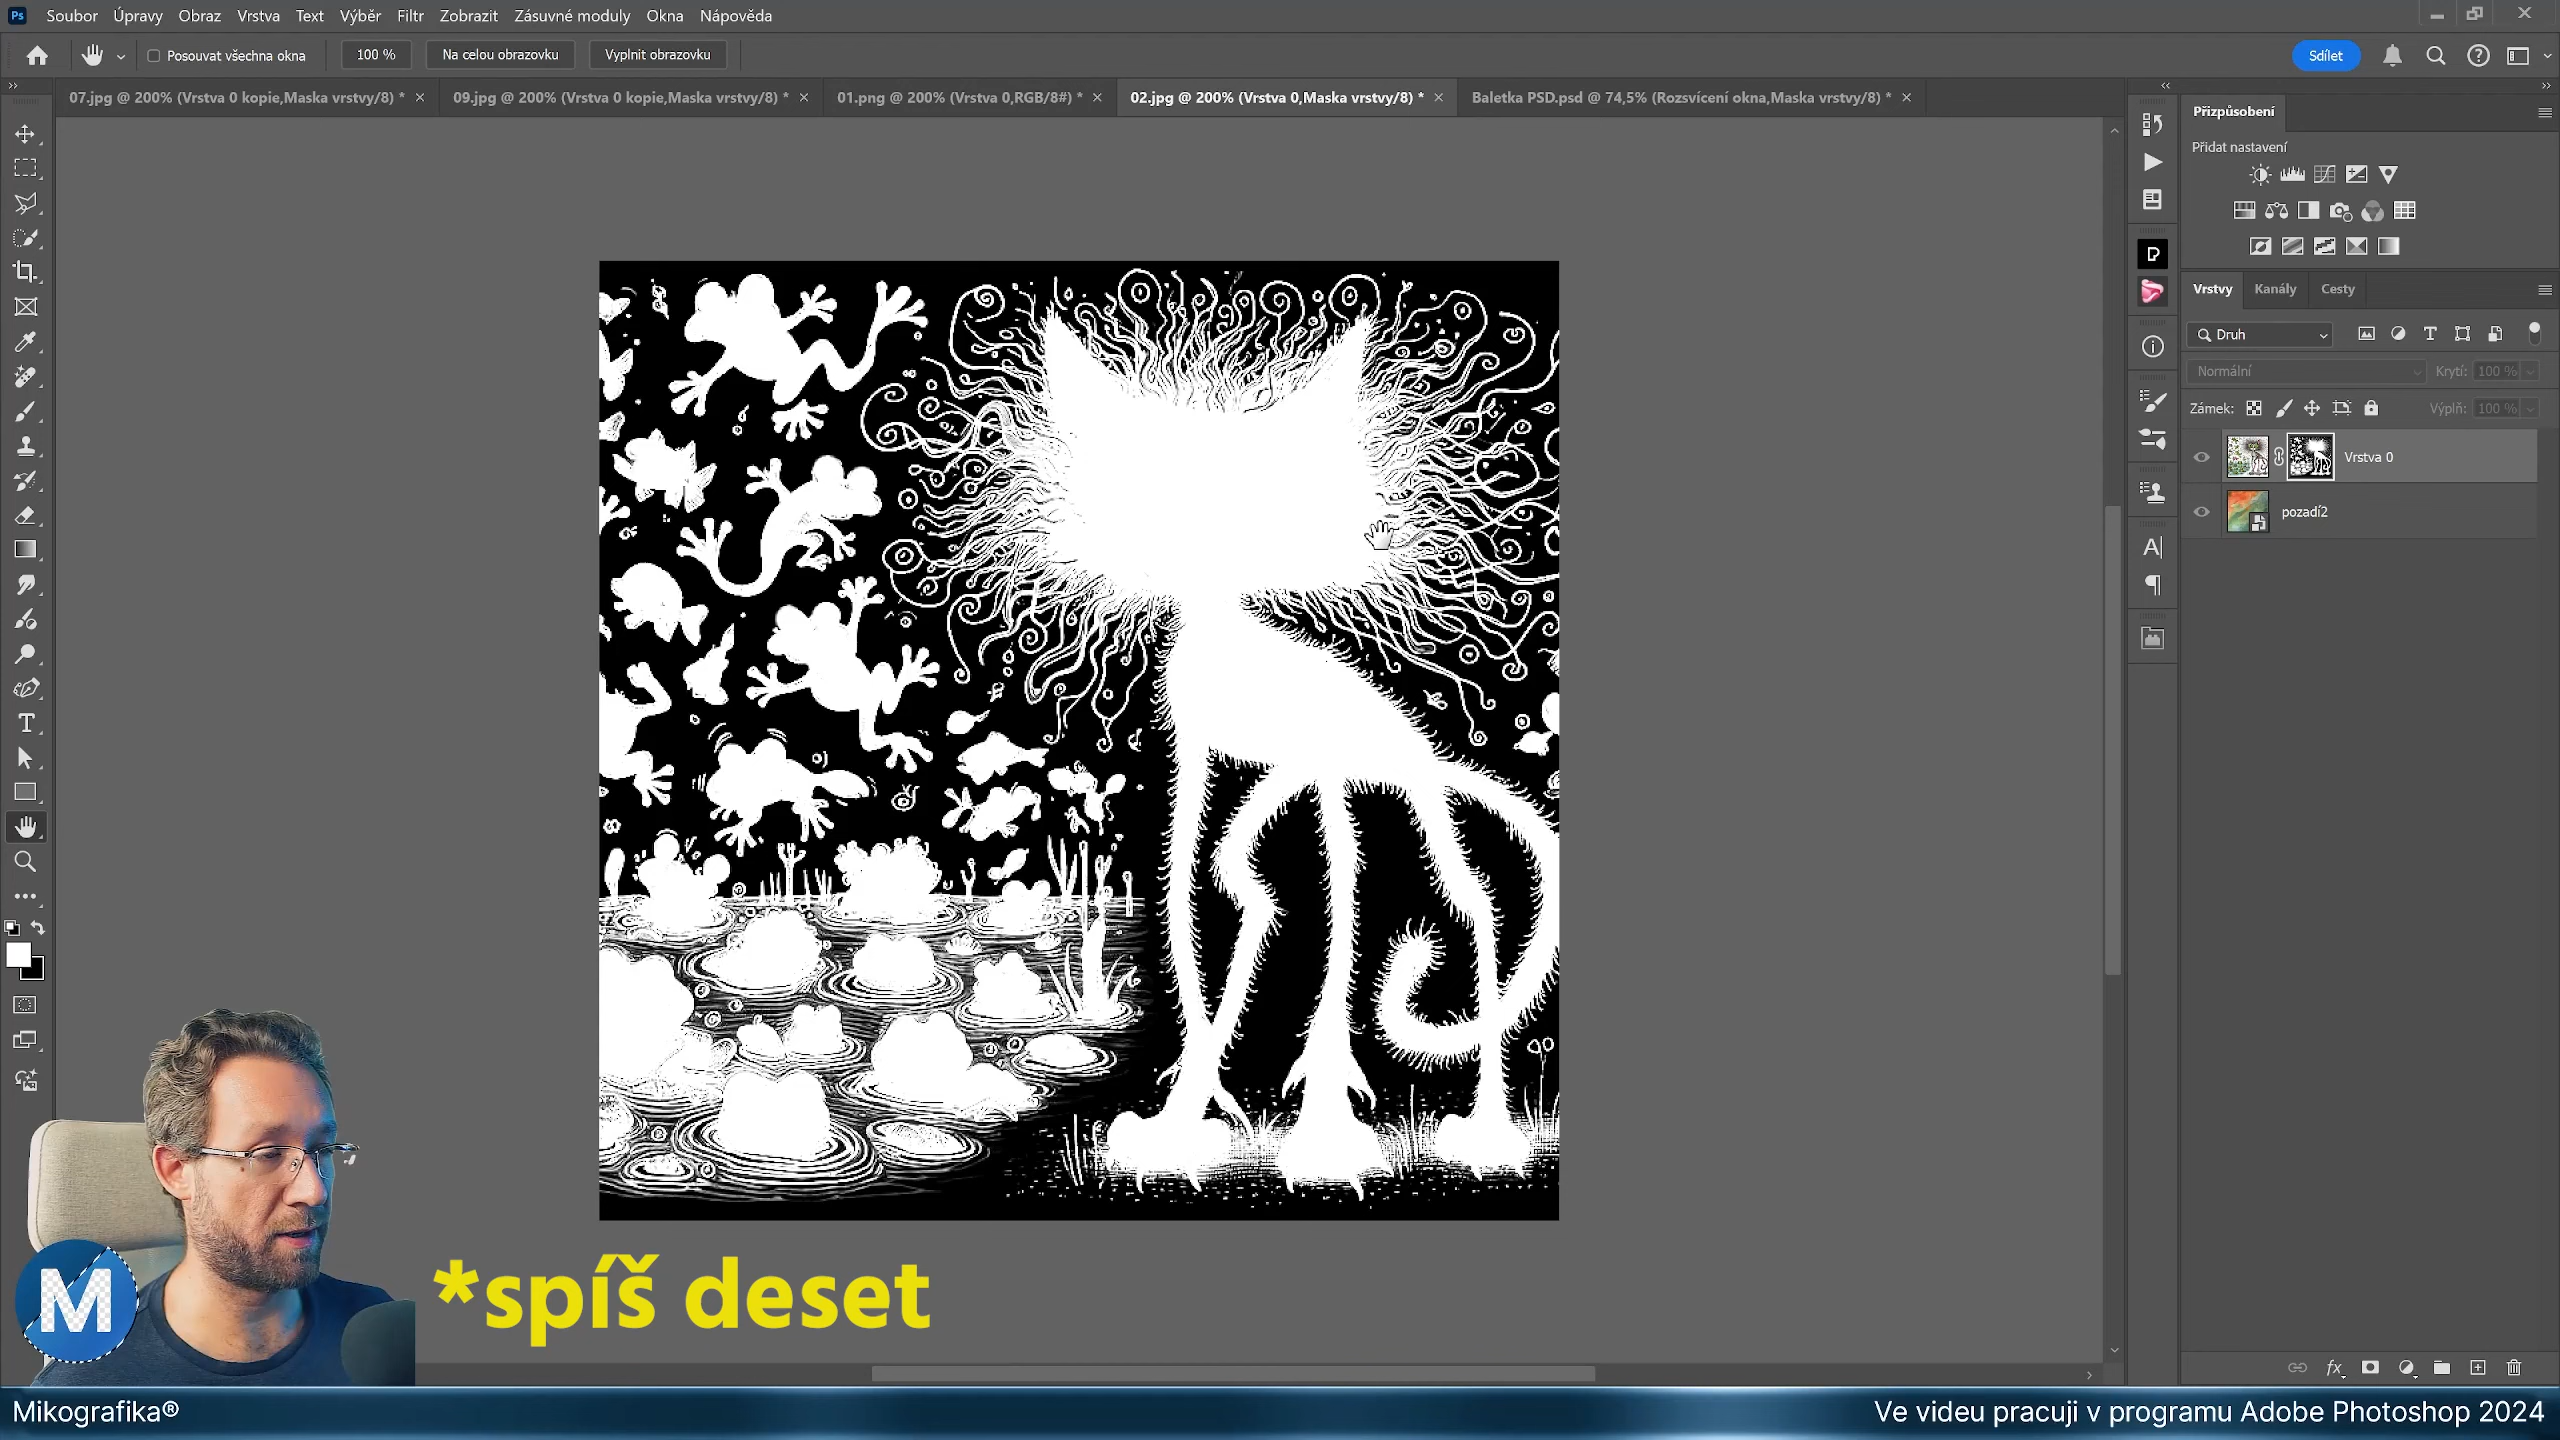 Ps Soubor Úpravy Obraz Vrstva Text Výběr Filtr Zobrazit Zásuvné moduly Okna Nápověda
Posouvat všechna okna 100 % Na celou obrazovku Vyplnit obrazovku Sdílet
07.jpg @ 200% (Vrstva 0 kopie,Maska vrstvy/8) * 09.jpg @ 200% (Vrstva 0 kopie,Maska vrstvy/8) * 01.png @ 200% (Vrstva 0,RGB/8#) * 02.jpg @ 200% (Vrstva 0,Maska vrstvy/8) * Baletka PSD.psd @ 74,5% (Rozsvícení okna,Maska vrstvy/8) *
Přizpůsobení
Přidat nastavení
Vrstvy Kanály Cesty
Druh
Normální Krytí: 100 %
Zámek: Výplň: 100 %
Vrstva 0
pozadí2
M
*spíš deset
Mikografika®
Ve videu pracuji v programu Adobe Photoshop 2024